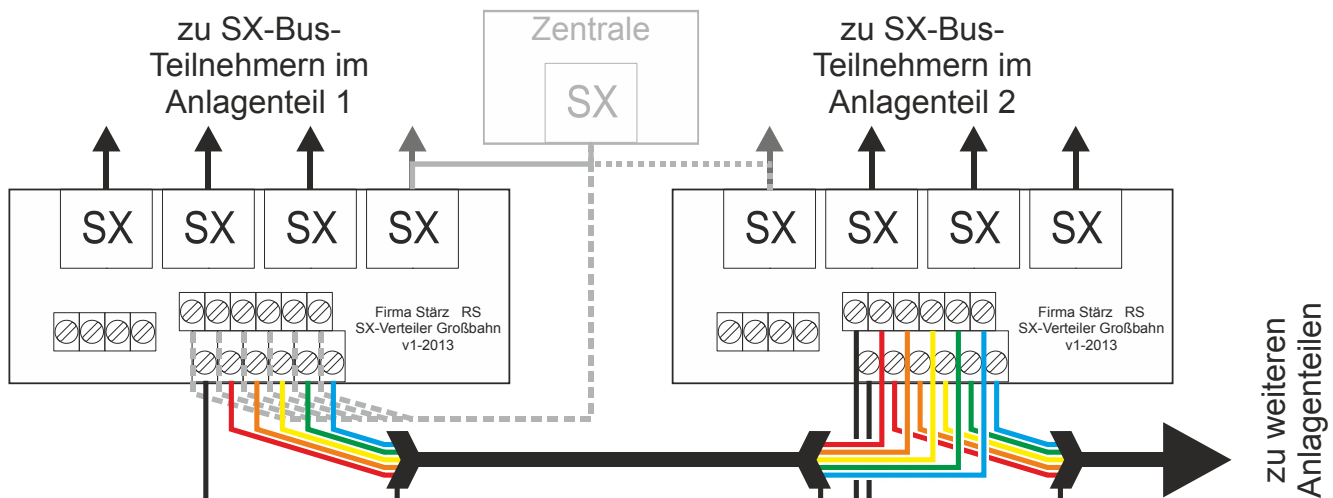 zu SX-Bus-
Teilnehmern im
Anlagenteil 1
Zentrale
SX
zu SX-Bus-
Teilnehmern im
Anlagenteil 2
SX
SX
SX
SX
SX
SX
SX
SX
Firma Stärz RS
SX-Verteiler Großbahn
v1-2013
Firma Stärz RS
SX-Verteiler Großbahn
v1-2013
zu weiteren
Anlagenteilen